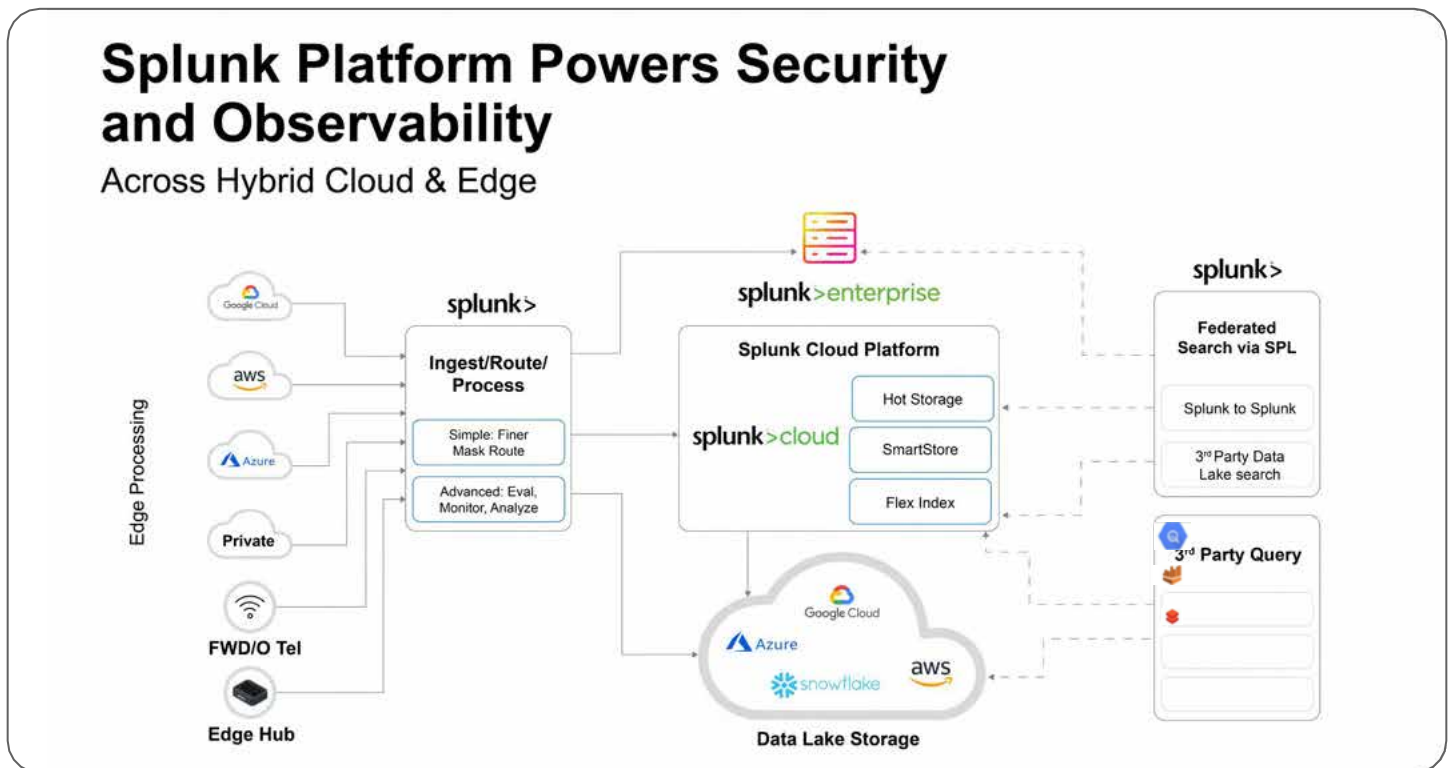 Splunk Platform Powers Security
and Observability
Across Hybrid Cloud & Edge
Edge Processing
Google Cloud
aws
Azure
Private
FWD/O Tel
Edge Hub
splunk>
Ingest/Route/
Process
Simple: Finer
Mask Route
Advanced: Eval,
Monitor, Analyze
splunk>enterprise
Splunk Cloud Platform
splunk>cloud
Hot Storage
SmartStore
Flex Index
Google Cloud
Azure
snowflake
aws
Data Lake Storage
splunk>
Federated
Search via SPL
Splunk to Splunk
3rd Party Data
Lake search
3rd Party Query